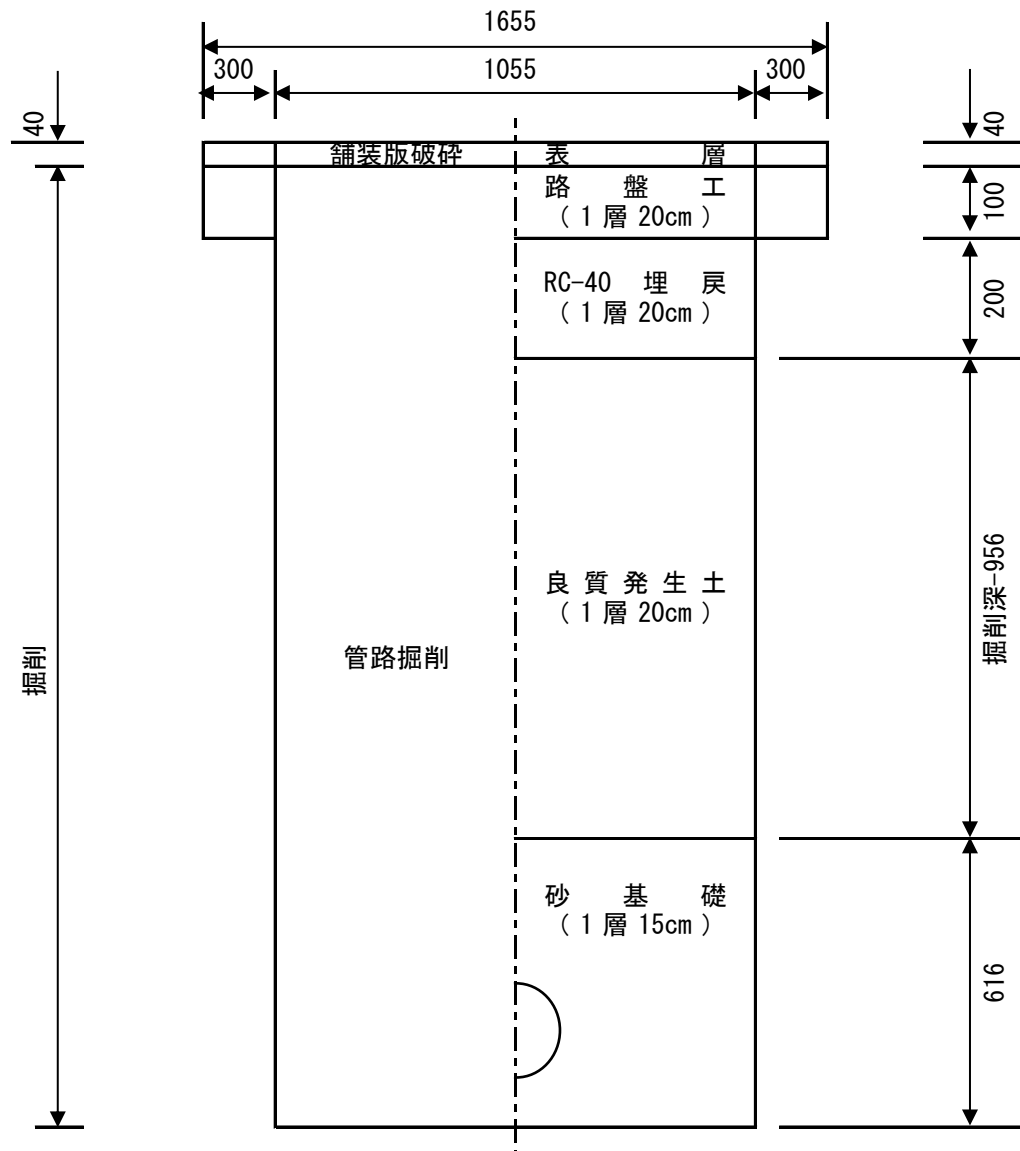 1655
300
1055
300
40
40
舗装版破砕
表層
路盤工
(1層20cm)
100
RC-40 埋戻
(1層20cm)
200
良質発生土
(1層20cm)
掘削深-956
管路掘削
掘削
砂基礎
(1層15cm)
616